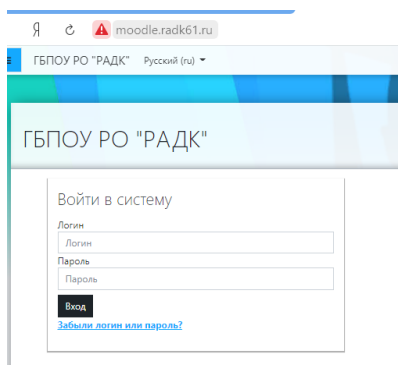 Я moodle.radk61.ru
ГБПОУ РО "РАДК" Русский (ru)
ГБПОУ РО "РАДК"
Войти в систему
Логин
Логин
Пароль
Пароль
Вход
Забыли логин или пароль?